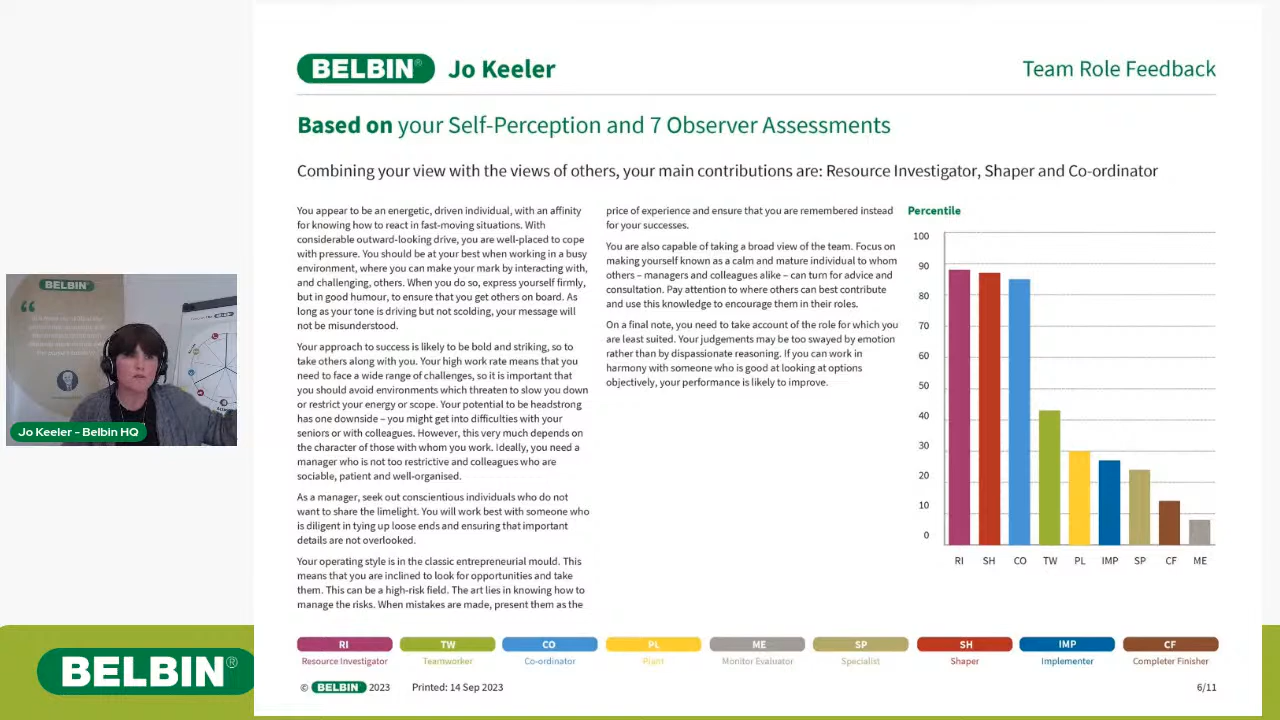 BELBIN® Jo Keeler
Team Role Feedback
Based on your Self-Perception and 7 Observer Assessments
Combining your view with the views of others, your main contributions are: Resource Investigator, Shaper and Co-ordinator
You appear to be an energetic, driven individual, with an affinity
for knowing how to react in fast-moving situations. With
considerable outward-looking drive, you are well-placed to cope
with pressure. You should be at your best when working in a busy
environment, where you can make your mark by interacting with,
and challenging, others. When you do so, express yourself firmly,
but in good humour, to ensure that you get others on board. As
long as your tone is driving but not scolding, your message will
not be misunderstood.
Your approach to success is likely to be bold and striking, so to
take others along with you. Your high work rate means that you
need to face a wide range of challenges, so it is important that
you should avoid environments which threaten to slow you down
or restrict your energy or scope. Your potential to be headstrong
has one downside – you might get into difficulties with your
seniors or with colleagues. However, this very much depends on
the character of those with whom you work. Ideally, you need a
manager who is not too restrictive and colleagues who are
sociable, patient and well-organised.
As a manager, seek out conscientious individuals who do not
want to share the limelight. You will work best with someone who
is diligent in tying up loose ends and ensuring that important
details are not overlooked.
Your operating style is in the classic entrepreneurial mould. This
means that you are inclined to look for opportunities and take
them. This can be a high-risk field. The art lies in knowing how to
manage the risks. When mistakes are made, present them as the
price of experience and ensure that you are remembered instead
for your successes.
You are also capable of taking a broad view of the team. Focus on
making yourself known as a calm and mature individual to whom
others – managers and colleagues alike – can turn for advice and
consultation. Pay attention to where others can best contribute
and use this knowledge to encourage them in their roles.
On a final note, you need to take account of the role for which you
are least suited. Your judgements may be too swayed by emotion
rather than by dispassionate reasoning. If you can work in
harmony with someone who is good at looking at options
objectively, your performance is likely to improve.
Percentile
100
90
80
70
60
50
40
30
20
10
0
RI SH CO TW PL IMP SP CF ME
RI TW CO PL ME SP SH IMP CF
Resource Investigator Teamworker Co-ordinator Plant Monitor Evaluator Specialist Shaper Implementer Completer Finisher
© BELBIN 2023 Printed: 14 Sep 2023
6/11
BELBIN
Jo Keeler - Belbin HQ
BELBIN®